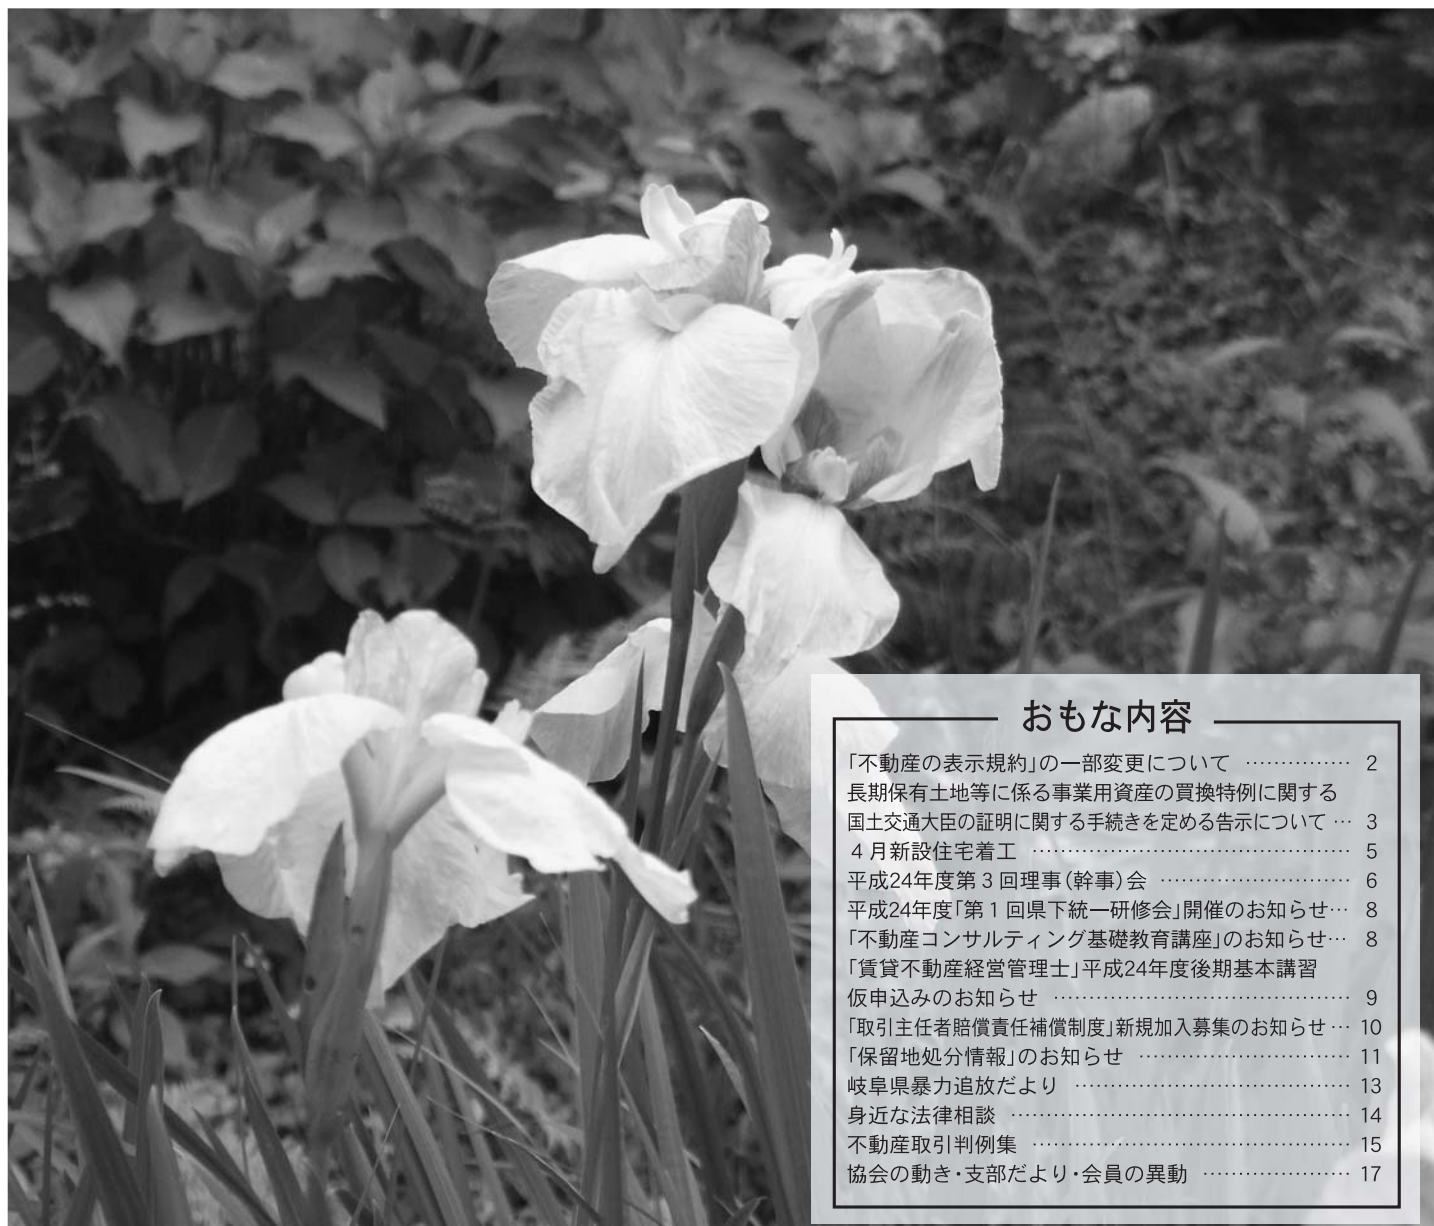 おもな内容
「不動産の表示規約」の一部変更について …………… 2
長期保有土地等に係る事業用資産の買換特例に関する
国土交通大臣の証明に関する手続きを定める告示について … 3
４月新設住宅着工 ……………………………………… 5
平成24年度第３回理事（幹事）会 ………………………… 6
平成24年度「第１回県下統一研修会」開催のお知らせ… 8
「不動産コンサルティング基礎教育講座」のお知らせ… 8
「賃貸不動産経営管理士」平成24年度後期基本講習
仮申込みのお知らせ …………………………………… 9
「取引主任者賠償責任補償制度」新規加入募集のお知らせ… 10
「保留地処分情報」のお知らせ ………………………… 11
岐阜県暴力追放だより ………………………………… 13
身近な法律相談 ………………………………………… 14
不動産取引判例集 ……………………………………… 15
協会の動き・支部だより・会員の異動 ………………… 17